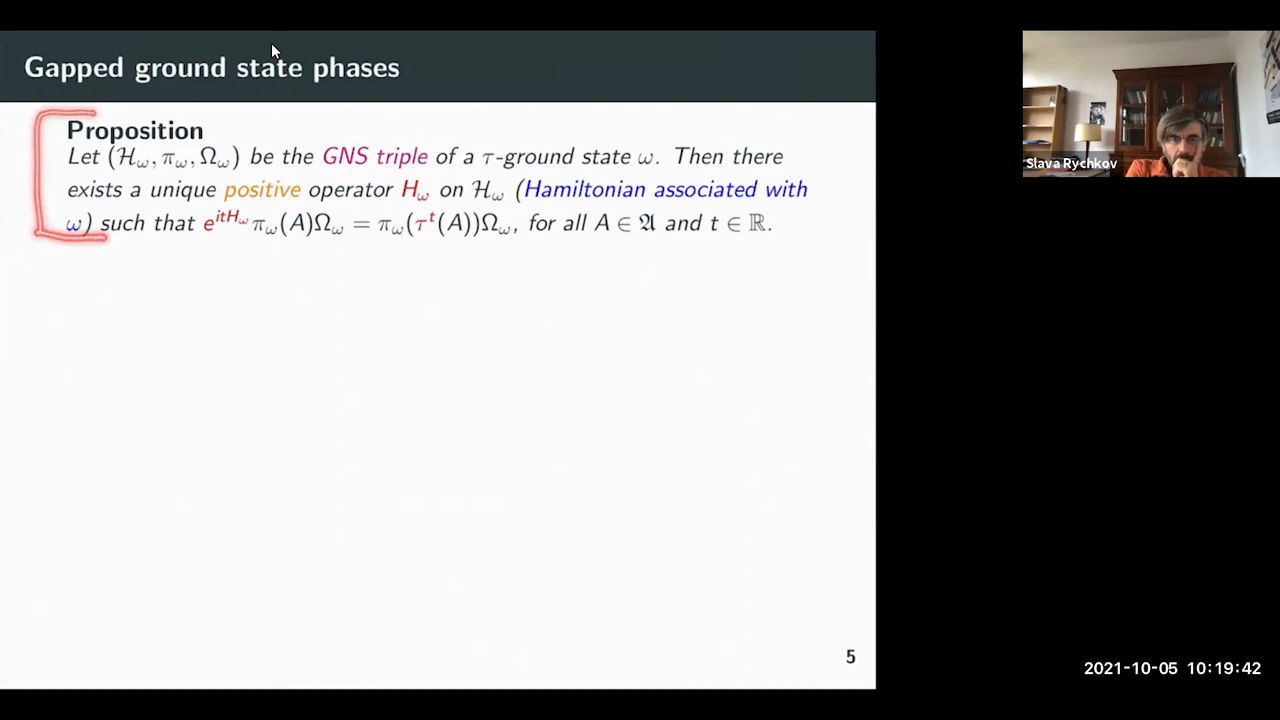 Gapped ground state phases
Proposition
Let (ℋ_ω, π_ω, Ω_ω) be the GNS triple of a τ-ground state ω. Then there
exists a unique positive operator H_ω on ℋ_ω (Hamiltonian associated with
ω) such that e^{itH_ω} π_ω(A)Ω_ω = π_ω(τ^t(A))Ω_ω, for all A ∈ 𝔄 and t ∈ ℝ.
5
Slava Rychkov
2021-10-05 10:19:42